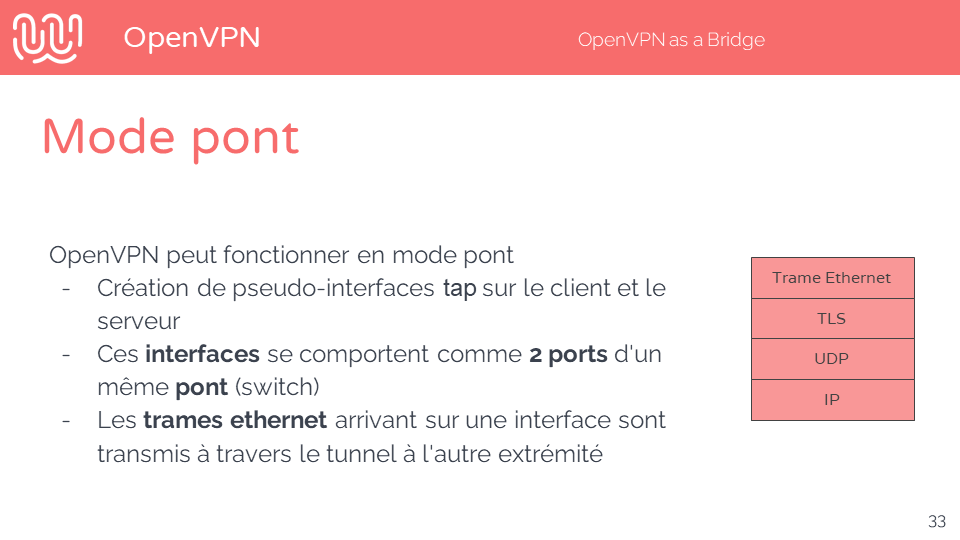 OpenVPN
OpenVPN as a Bridge
Mode pont
OpenVPN peut fonctionner en mode pont
- Création de pseudo-interfaces tap sur le client et le
serveur
- Ces interfaces se comportent comme 2 ports d'un
même pont (switch)
- Les trames ethernet arrivant sur une interface sont
transmis à travers le tunnel à l'autre extrémité
Trame Ethernet
TLS
UDP
IP
33